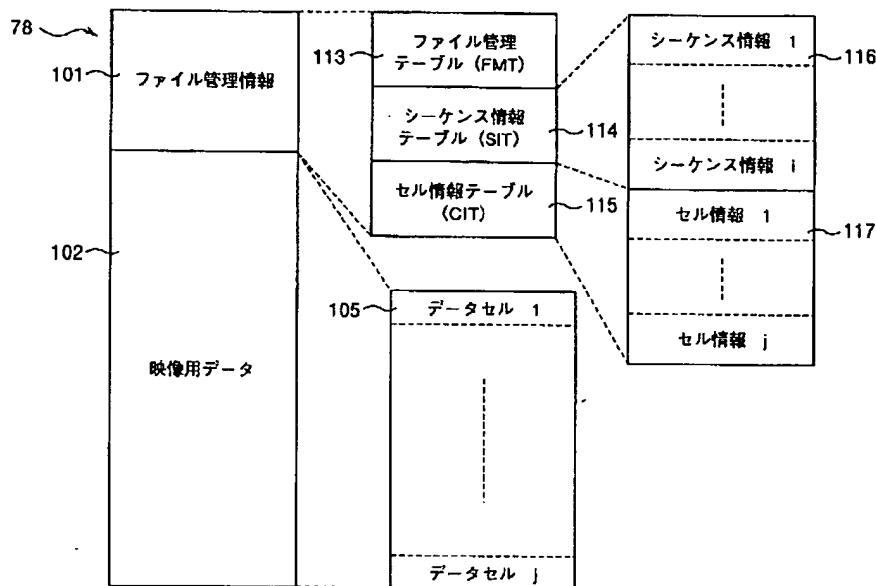 78
101
ファイル管理情報
102
映像用データ
113
ファイル管理
テーブル (FMT)
シーケンス情報
テーブル (SIT)
114
セル情報テーブル
(CIT)
115
105
データセル 1
データセル j
シーケンス情報 1
116
シーケンス情報 i
セル情報 1
117
セル情報 j